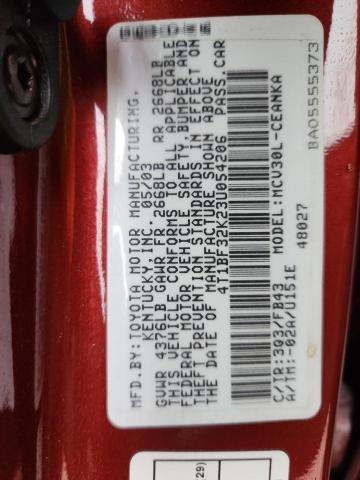 MFD.BY:TOYOTA MOTOR MANUFACTURING,
KENTUCKY,INC. 05/03
GVWR 4376LB GAWR FR 2668LB RR 2668LB
THIS VEHICLE CONFORMS TO ALL APPLICABLE
FEDERAL MOTOR VEHICLE SAFETY,BUMPER,AND
THEFT PREVENTION STANDARDS IN EFFECT ON
THE DATE OF MANUFACTURE SHOWN ABOVE.
4T1BF32K23U054206 PASS.CAR
C/TR:3Q3/FB43 MODEL:MCV30L-CEANKA
A/TM:-02A/U151E 48027
BA05555373
29)